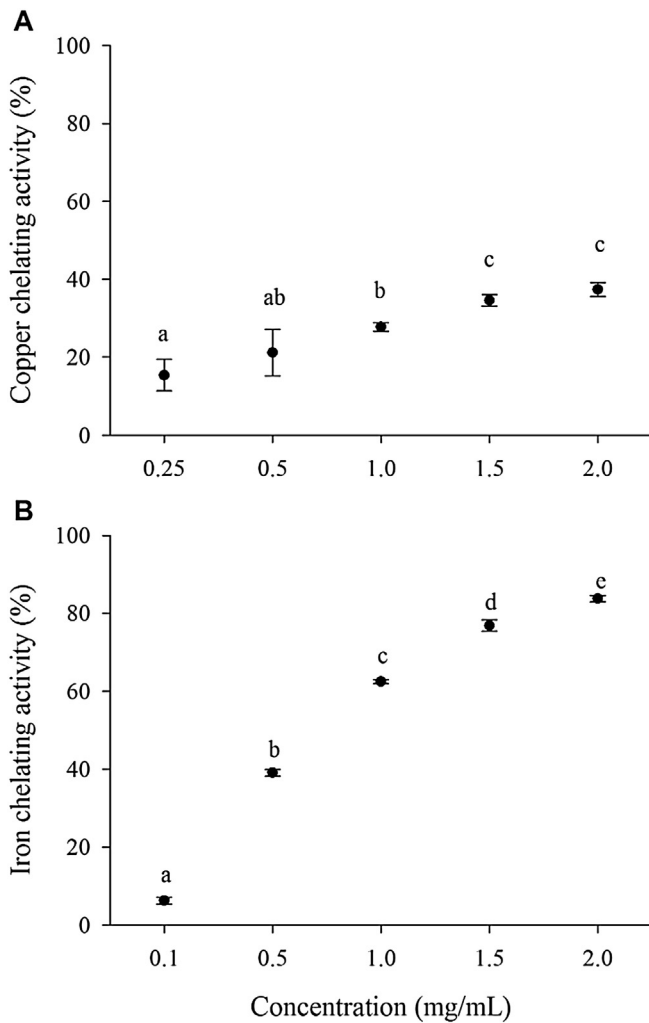 A
Copper chelating activity (%)
100
80
60
40
20
0
a
ab
b
c
c
0.25 0.5 1.0 1.5 2.0
B
Iron chelating activity (%)
100
80
60
40
20
0
a
b
c
d
e
0.1 0.5 1.0 1.5 2.0
Concentration (mg/mL)